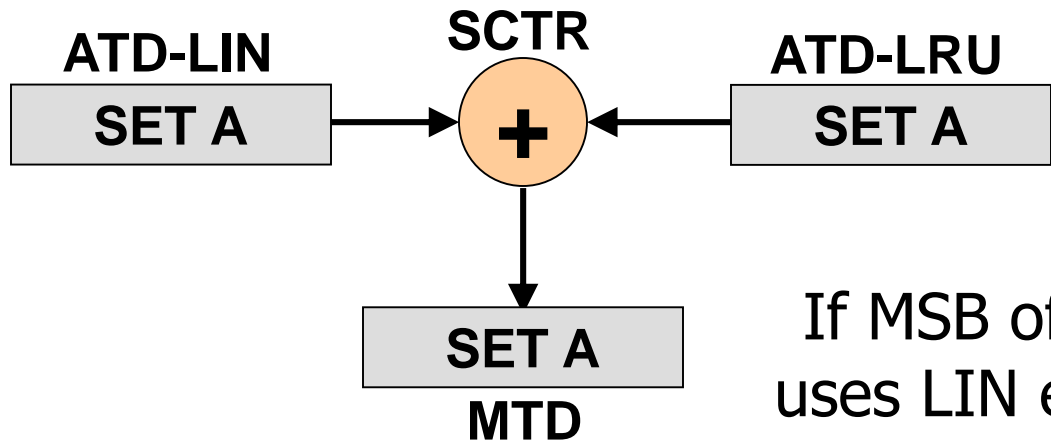 SCTR
ATD-LIN
ATD-LRU
SET A
+
SET A
SET A
MTD
If MSB of
uses LIN